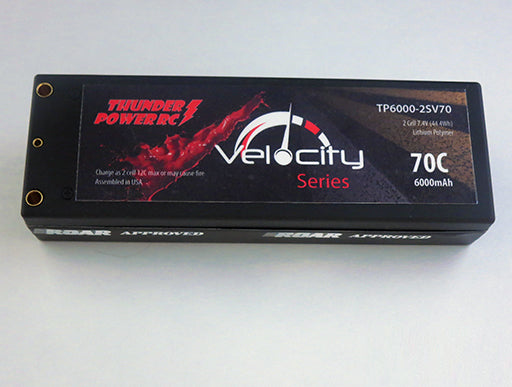 THUNDER
POWER RC
TP6000-2SV70
2 Cell 7.4V (44.4Wh)
Lithium Polymer
Velocity
Series
70C
6000mAh
Charge as 2 cell 12C max or may cause fire
Assembled in USA
ROAR APPROVED
ROAR APPROVED